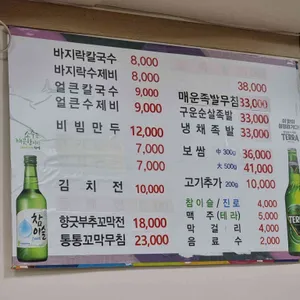 바지락칼국수 8,000
바지락수제비 8,000
얼큰칼국수 9,000
얼큰수제비 9,000
비빔만두 12,000
7,000
7,000
김치전 10,000
향긋부추꼬막전 18,000
통통꼬막무침 23,000
38,000
매운족발무침 33,000
구운순살족발 33,000
냉채족발 33,000
보쌈 中 300g 36,000
大 500g 41,000
고기추가 200g 10,000
참이슬/진로 4,000
맥주(테라) 5,000
막걸리 4,000
음료수 2,000
참이슬
TERRA